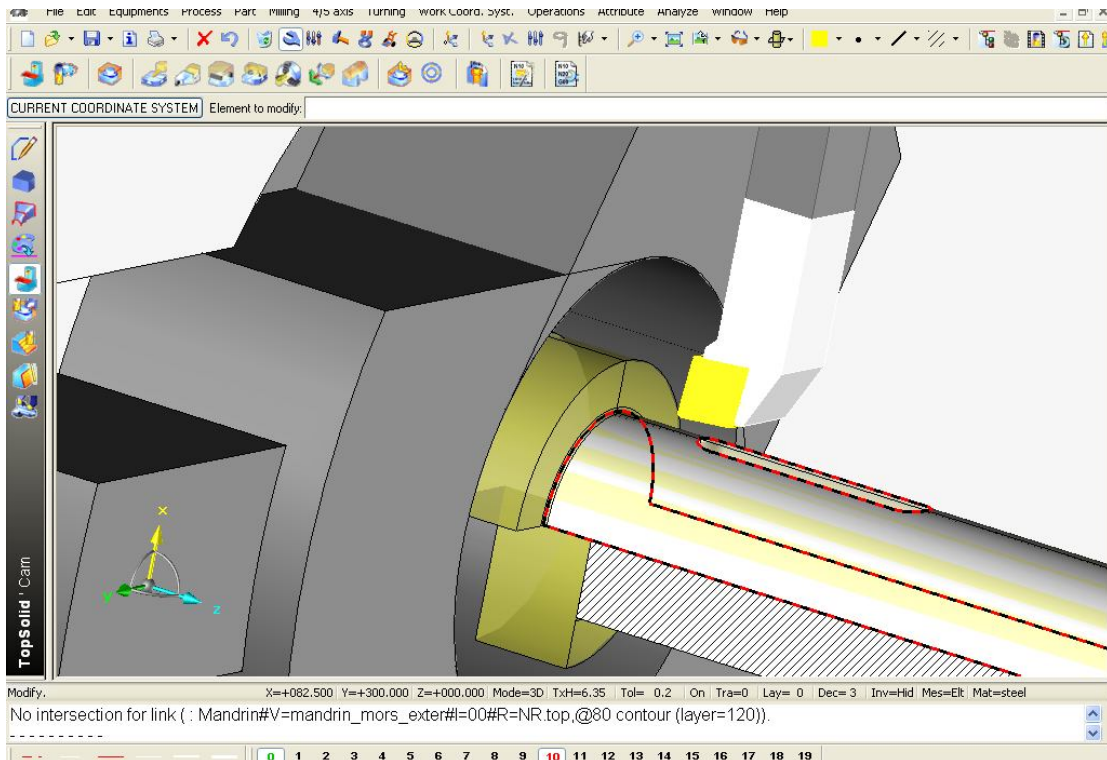 File Edit Equipments Process Part Milling 4/5 axis Turning Work Coord. Syst. Operations Attribute Analyze Window Help
N10
N10 N20 G00
CURRENT COORDINATE SYSTEM Element to modify:
x
y
z
TopSolid'Cam
Modify. X=+082.500 Y=+300.000 Z=+000.000 Mode=3D TxH=6.35 Tol= 0.2 On Tra=0 Lay= 0 Dec= 3 Inv=Hid Mes=Elt Mat=steel
No intersection for link ( : Mandrin#V=mandrin_mors_exter#I=00#R=NR.top,@80 contour (layer=120)).
- - - - - - - - - -
0 1 2 3 4 5 6 7 8 9 10 11 12 13 14 15 16 17 18 19